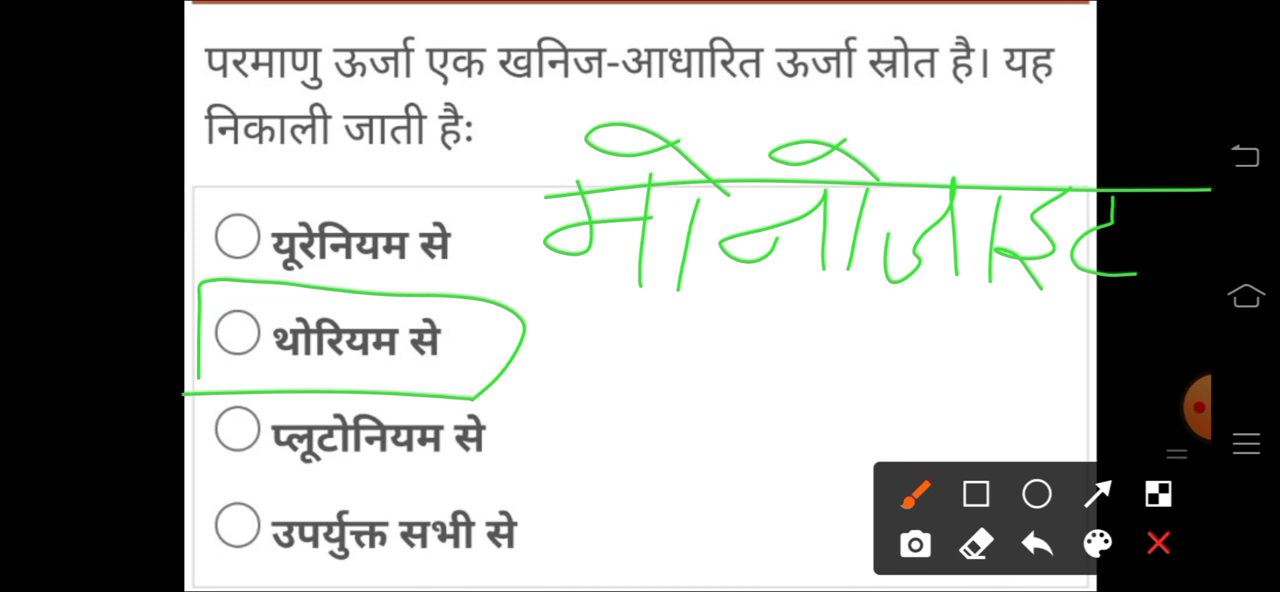 परमाणु ऊर्जा एक खनिज-आधारित ऊर्जा स्रोत है। यह
निकाली जाती हैः
मोनोजाइट
यूरेनियम से
थोरियम से
प्लूटोनियम से
उपर्युक्त सभी से